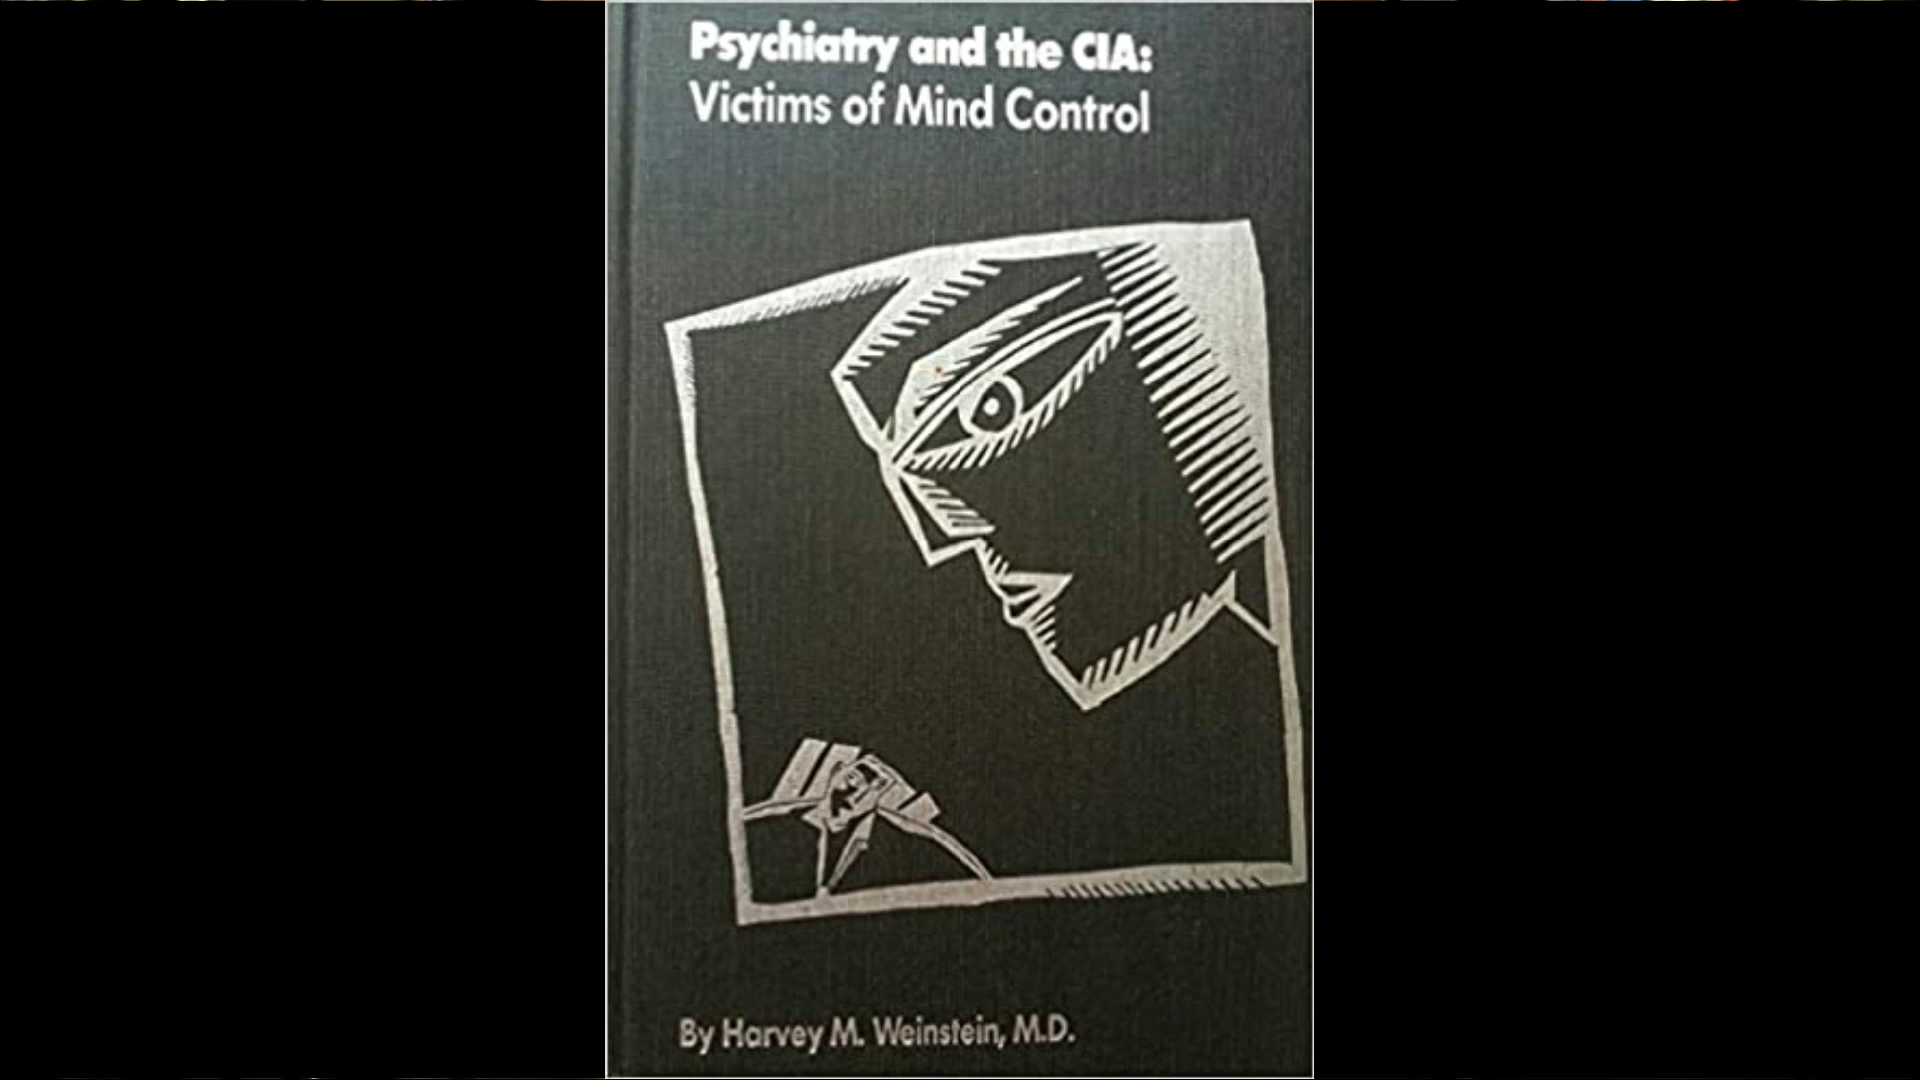 Psychiatry and the CIA:
Victims of Mind Control
By Harvey M. Weinstein, M.D.